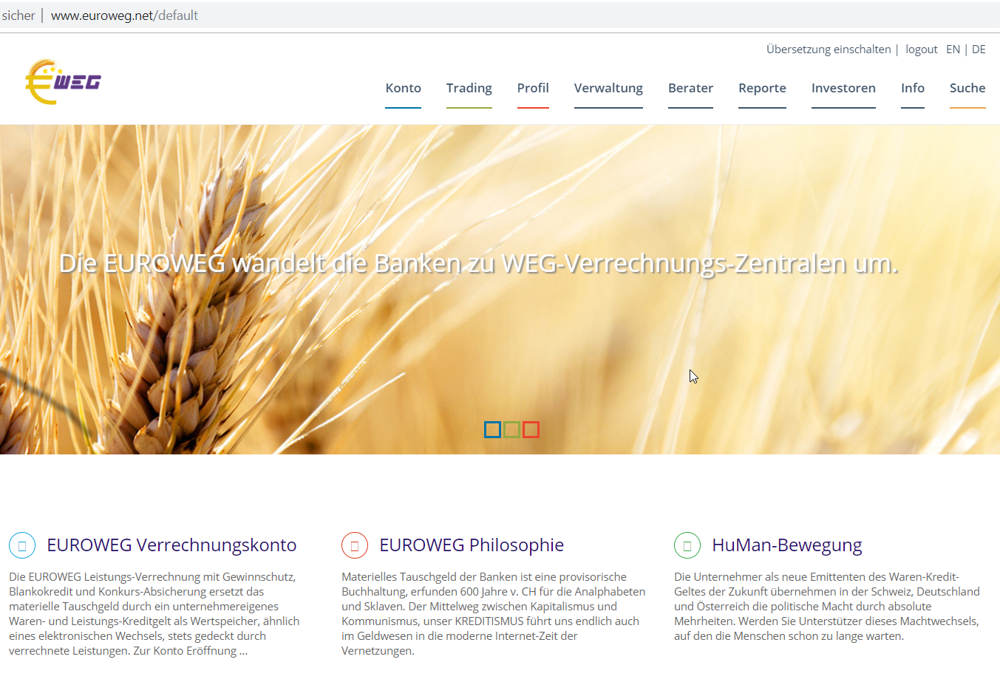 sicher | www.euroweg.net/default
Übersetzung einschalten | logout EN | DE
€WEG
Konto Trading Profil Verwaltung Berater Reporte Investoren Info Suche
Die EUROWEG wandelt die Banken zu WEG-Verrechnungs-Zentralen um.
EUROWEG Verrechnungskonto
Die EUROWEG Leistungs-Verrechnung mit Gewinnschutz,
Blankokredit und Konkurs-Absicherung ersetzt das
materielle Tauschgeld durch ein unternehmereigenes
Waren- und Leistungs-Kreditgelt als Wertspeicher, ähnlich
eines elektronischen Wechsels, stets gedeckt durch
verrechnete Leistungen. Zur Konto Eröffnung ...
EUROWEG Philosophie
Materielles Tauschgeld der Banken ist eine provisorische
Buchhaltung, erfunden 600 Jahre v. CH für die Analphabeten
und Sklaven. Der Mittelweg zwischen Kapitalismus und
Kommunismus, unser KREDITISMUS führt uns endlich auch
im Geldwesen in die moderne Internet-Zeit der
Vernetzungen.
HuMan-Bewegung
Die Unternehmer als neue Emittenten des Waren-Kredit-
Geltes der Zukunft übernehmen in der Schweiz, Deutschland
und Österreich die politische Macht durch absolute
Mehrheiten. Werden Sie Unterstützer dieses Machtwechsels,
auf den die Menschen schon zu lange warten.